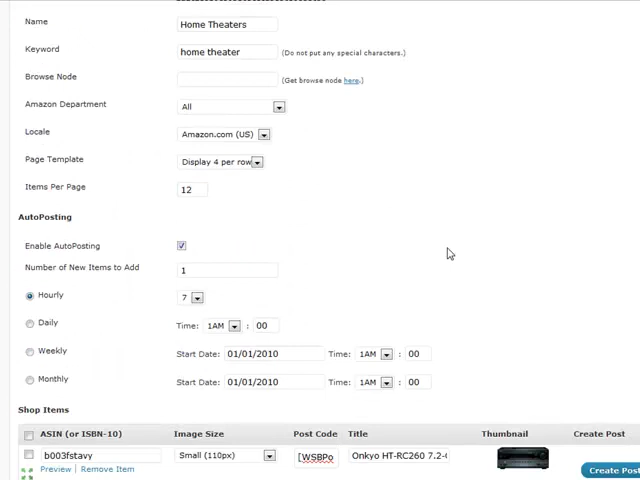 Name Home Theaters
Keyword home theater (Do not put any special characters.)
Browse Node (Get browse node here.)
Amazon Department All
Locale Amazon.com (US)
Page Template Display 4 per row
Items Per Page 12
AutoPosting
Enable AutoPosting
Number of New Items to Add 1
Hourly 7
Daily Time: 1AM : 00
Weekly Start Date: 01/01/2010 Time: 1AM : 00
Monthly Start Date: 01/01/2010 Time: 1AM : 00
Shop Items
ASIN (or ISBN-10) Image Size Post Code Title Thumbnail Create Post
b003fstavy Small (110px) [WSBPo Onkyo HT-RC260 7.2-C Create Post
Preview | Remove Item